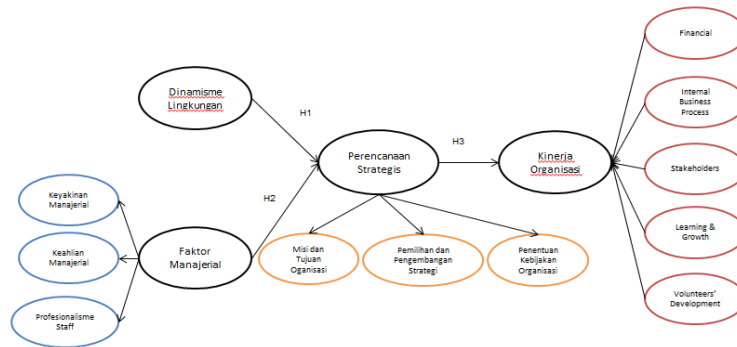 Financial
Dinamisme
Lingkungan
Internal
Business
Process
H1
H3
Perencanaan
Strategis
Kinerja
Organisasi
Stakeholders
Keyakinan
Manajerial
H2
Learning &
Growth
Keahlian
Manajerial
Faktor
Manajerial
Misi dan
Tujuan Oganisasi
Pemilihan dan
Pengembangan
Strategi
Penentuan
Kebijakan
Organisasi
Volunteers'
Development
Profesionalisme
Staff